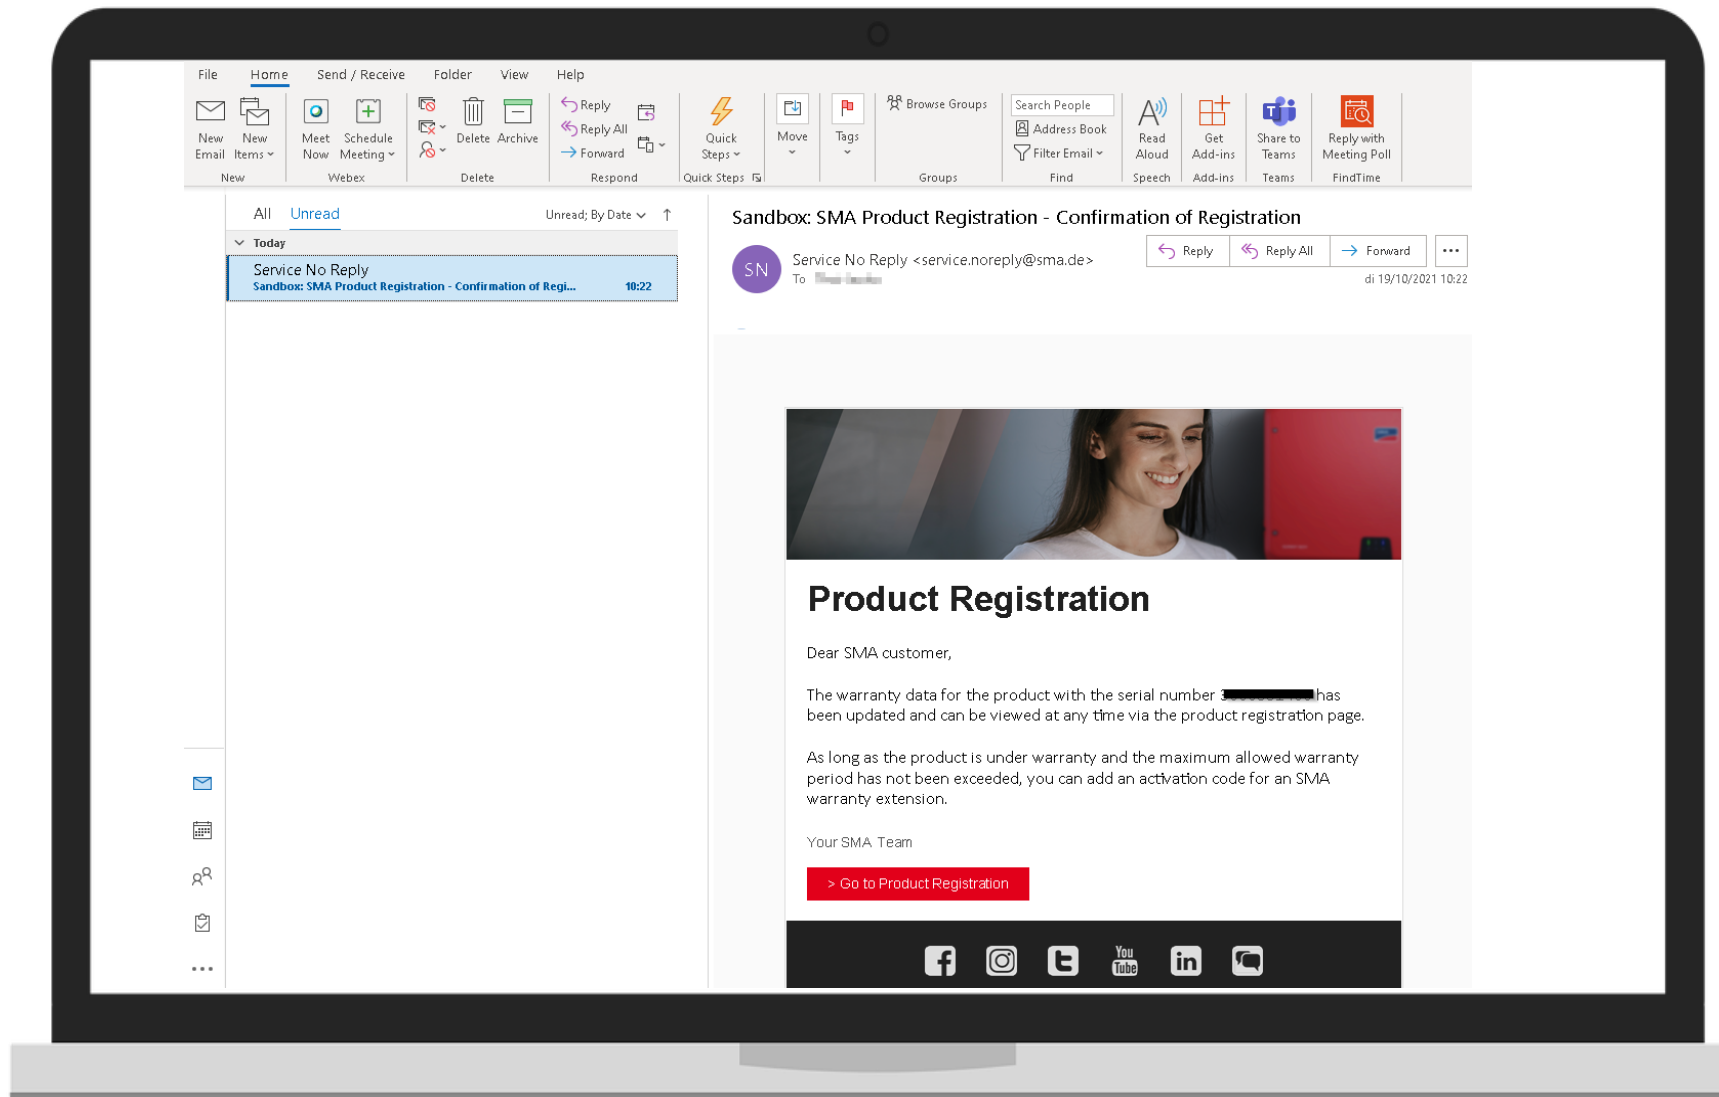 File Home Send / Receive Folder View Help
New Email
New Items
Meet Now
Schedule Meeting
Delete
Archive
Reply
Reply All
Forward
Quick Steps
Move
Tags
Browse Groups
Search People
Address Book
Filter Email
Read Aloud
Get Add-ins
Share to Teams
Reply with Meeting Poll
New Webex Delete Respond Quick Steps Groups Find Speech Add-ins Teams FindTime
All Unread Unread; By Date
Today
Service No Reply
Sandbox: SMA Product Registration - Confirmation of Regi... 10:22
Sandbox: SMA Product Registration - Confirmation of Registration
SN
Service No Reply <service.noreply@sma.de>
To
Reply Reply All Forward
di 19/10/2021 10:22
Product Registration
Dear SMA customer,
The warranty data for the product with the serial number has
been updated and can be viewed at any time via the product registration page.
As long as the product is under warranty and the maximum allowed warranty
period has not been exceeded, you can add an activation code for an SMA
warranty extension.
Your SMA Team
> Go to Product Registration
You Tube